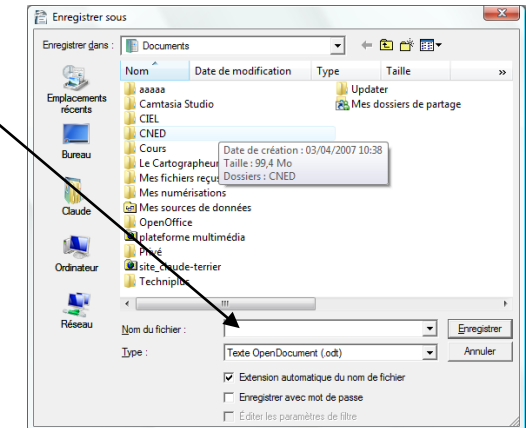 Enregistrer sous
Enregistrer dans : Documents
Nom Date de modification Type Taille »
aaaaa
Camtasia Studio
CIEL
CNED
Cours
Le Cartographeur
Mes fichiers reçus
Mes numérisations
Mes sources de données
OpenOffice
plateforme multimédia
Privé
site_claude-terrier
Techniplus
Updater
Mes dossiers de partage
Date de création : 03/04/2007 10:38
Taille : 99,4 Mo
Dossiers : CNED
Emplacements
récents
Bureau
Claude
Ordinateur
Réseau
Nom du fichier :
Enregistrer
Type : Texte OpenDocument (.odt)
Annuler
Extension automatique du nom de fichier
Enregistrer avec mot de passe
Éditer les paramètres de filtre